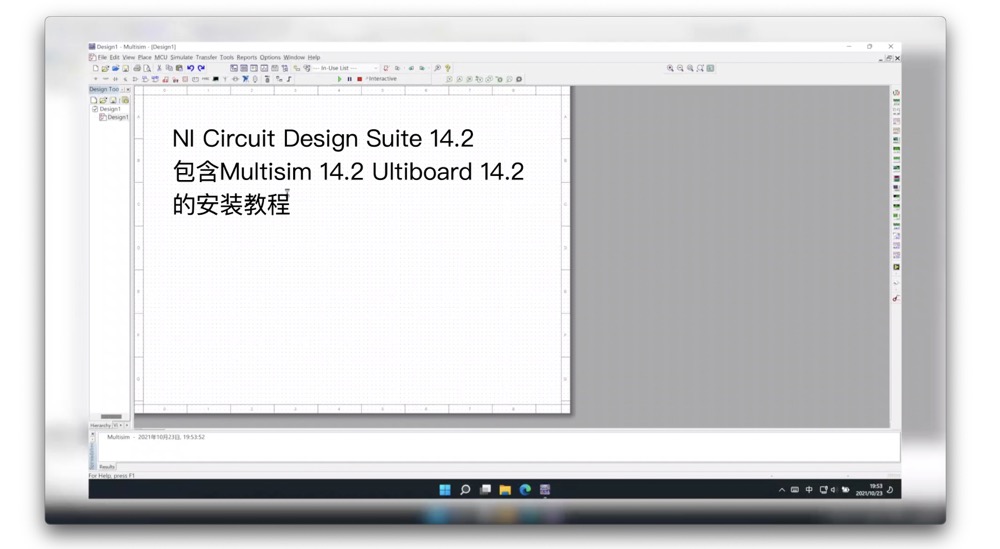 Design1 - Multisim - [Design1]
File Edit View Place MCU Simulate Transfer Tools Reports Options Window Help
--- In-Use List ---
Interactive
Design Too
Design1
Design1
NI Circuit Design Suite 14.2
包含Multisim 14.2 Ultiboard 14.2
的安装教程
Hierarchy
Multisim - 2021年10月23日, 19:53:52
Results
For Help, press F1
中
19:53
2021/10/23